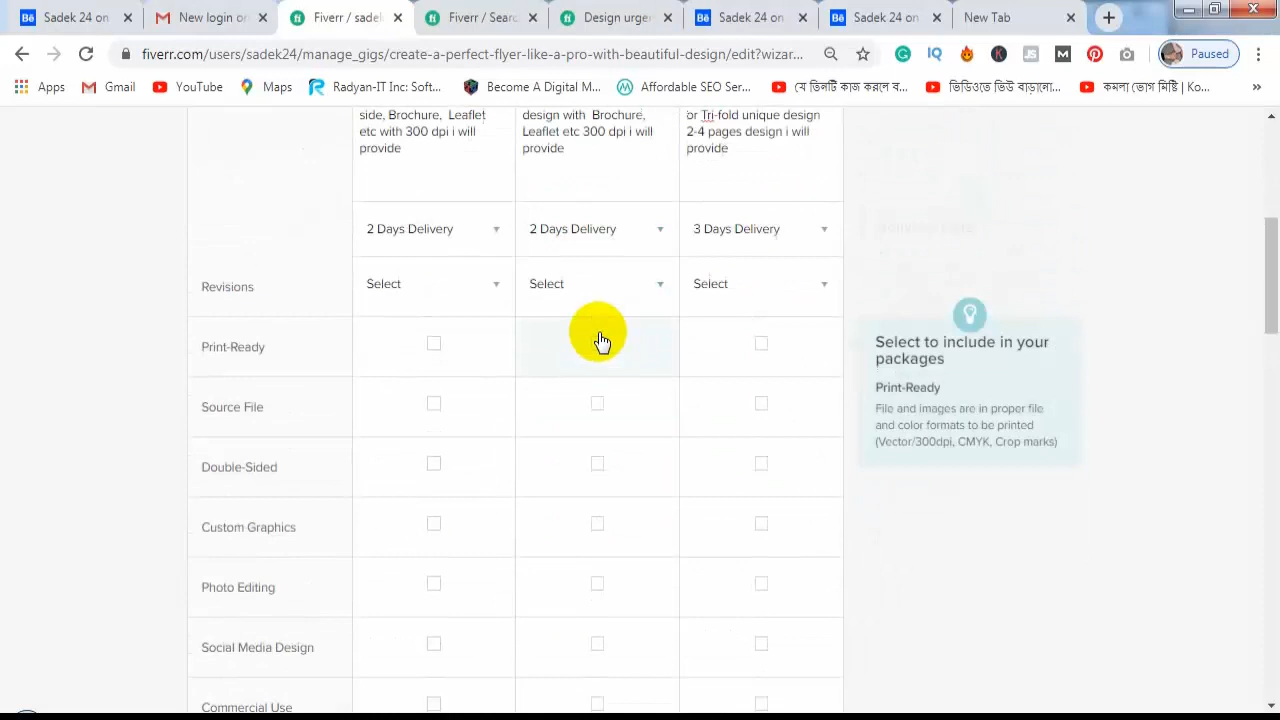 Sadek 24 on
New login or
Fiverr / sadek
Fiverr / Searc
Design urger
Sadek 24 on
Sadek 24 on
New Tab
fiverr.com/users/sadek24/manage_gigs/create-a-perfect-flyer-like-a-pro-with-beautiful-design/edit?wizar...
Paused
Apps
Gmail
YouTube
Maps
Radyan-IT: Soft...
Become A Digital M...
Affordable SEO Ser...
যে তিনটি কাজ করলে ব...
ভিডিওতে ভিউ বাড়ানো...
কমলা ভোগ মিষ্টি | Ko...
side, Brochure, Leaflet
etc with 300 dpi i will
provide
design with Brochure,
Leaflet etc 300 dpi i will
provide
or Tri-fold unique design
2-4 pages design i will
provide
2 Days Delivery
2 Days Delivery
3 Days Delivery
Revisions
Select
Select
Select
Print-Ready
Source File
Double-Sided
Custom Graphics
Photo Editing
Social Media Design
Commercial Use
Select to include in your
packages
Print-Ready
File and images are in proper file
and color formats to be printed
(Vector/300dpi, CMYK, Crop marks)